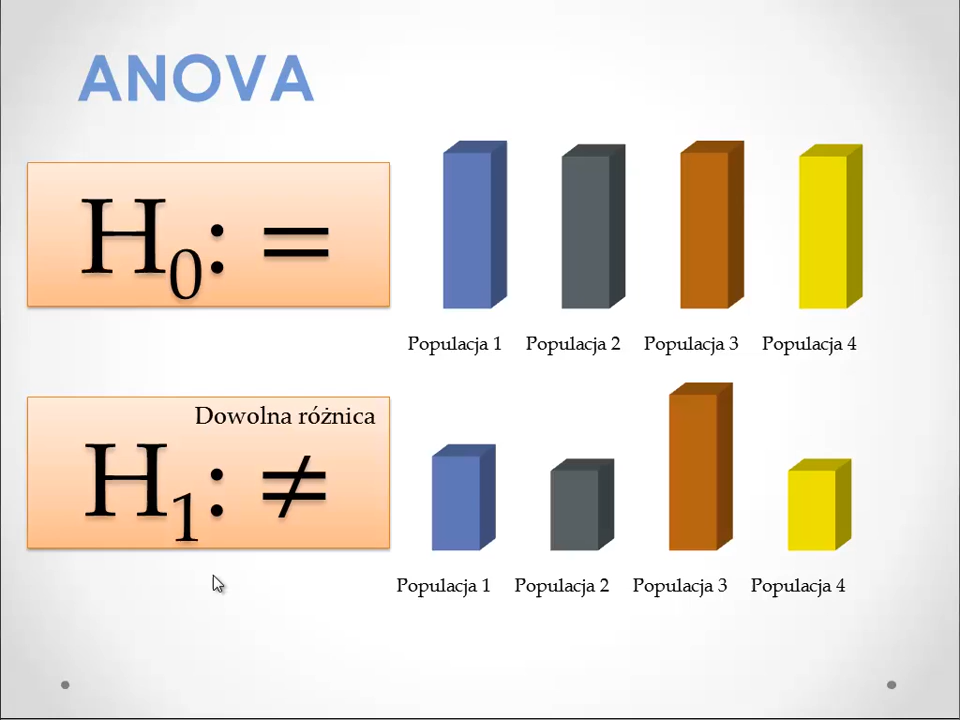 ANOVA
H₀: =
Populacja 1 Populacja 2 Populacja 3 Populacja 4
Dowolna różnica
H₁: ≠
Populacja 1 Populacja 2 Populacja 3 Populacja 4